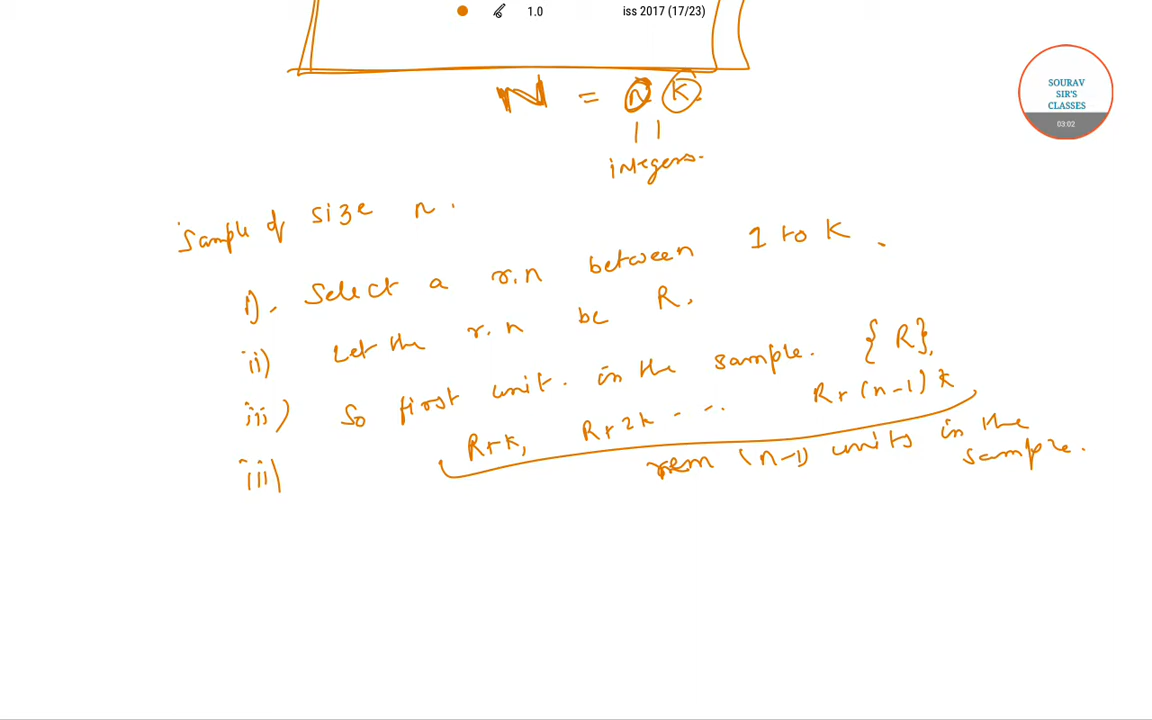 1.0 iss 2017 (17/23)
SOURAV
SIR'S
CLASSES
03:02
N = n k.
integers.
Sample of size n.
i). Select a r.n between 1 to K.
ii) Let the r.n be R.
iii) So first unit. in the sample. {R},
iii) R+k, R+2k - - .. R+(n-1)k
rem (n-1) units in the sample.